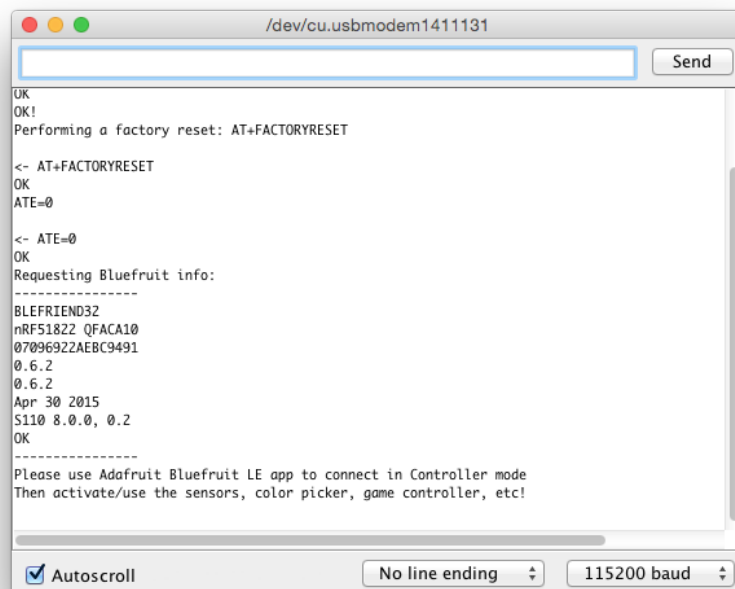 /dev/cu.usbmodem1411131
Send
OK
OK!
Performing a factory reset: AT+FACTORYRESET
<- AT+FACTORYRESET
OK
ATE=0
<- ATE=0
OK
Requesting Bluefruit info:
----------------
BLEFRIEND32
nRF51822 QFACA10
07096922AEBC9491
0.6.2
0.6.2
Apr 30 2015
S110 8.0.0, 0.2
OK
----------------
Please use Adafruit Bluefruit LE app to connect in Controller mode
Then activate/use the sensors, color picker, game controller, etc!
Autoscroll
No line ending
115200 baud